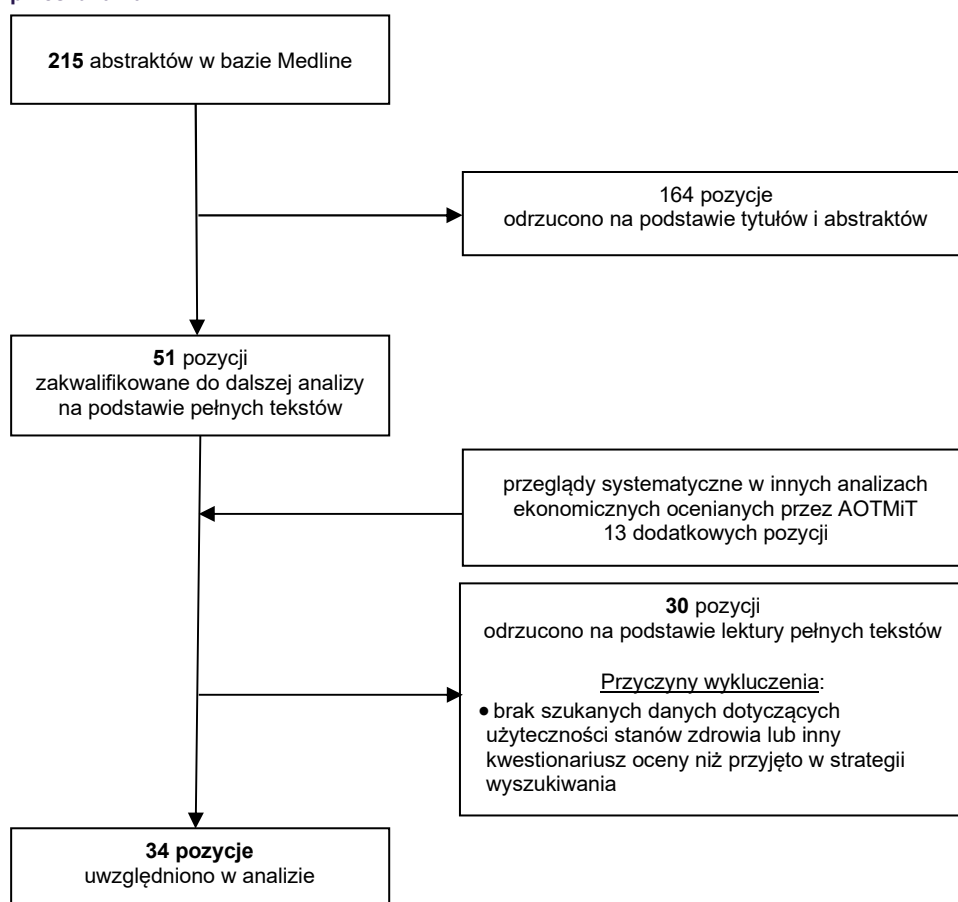 215 abstraktów w bazie Medline
164 pozycje
odrzucono na podstawie tytułów i abstraktów
51 pozycji
zakwalifikowane do dalszej analizy
na podstawie pełnych tekstów
przeglądy systematyczne w innych analizach
ekonomicznych ocenianych przez AOTMiT
13 dodatkowych pozycji
30 pozycji
odrzucono na podstawie lektury pełnych tekstów
Przyczyny wykluczenia:
• brak szukanych danych dotyczących
użyteczności stanów zdrowia lub inny
kwestionariusz oceny niż przyjęto w strategii
wyszukiwania
34 pozycje
uwzględniono w analizie